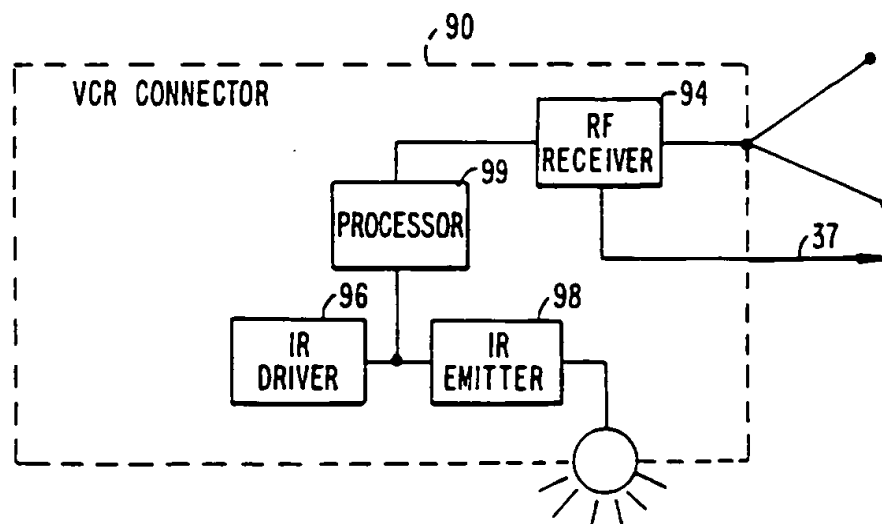 90
VCR CONNECTOR
94
RF
RECEIVER
99
PROCESSOR
37
96
98
IR
DRIVER
IR
EMITTER